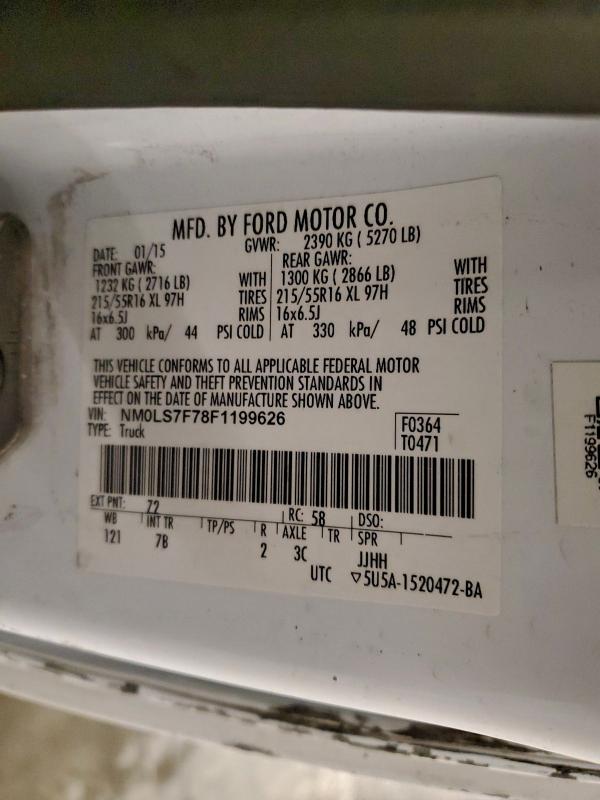 MFD. BY FORD MOTOR CO.
DATE: 01/15 GVWR: 2390 KG ( 5270 LB)
FRONT GAWR: REAR GAWR:
1232 KG ( 2716 LB) WITH 1300 KG ( 2866 LB) WITH
215/55R16 XL 97H TIRES 215/55R16 XL 97H TIRES
16x6.5J RIMS 16x6.5J RIMS
AT 300 kPa/ 44 PSI COLD AT 330 kPa/ 48 PSI COLD
THIS VEHICLE CONFORMS TO ALL APPLICABLE FEDERAL MOTOR
VEHICLE SAFETY AND THEFT PREVENTION STANDARDS IN
EFFECT ON THE DATE OF MANUFACTURE SHOWN ABOVE.
VIN: NM0LS7F78F1199626 F0364
TYPE: Truck T0471
EXT PNT: 7Z RC: 58 DSO:
WB INT TR TP/PS R AXLE TR SPR
121 7B 2 3C JJHH
UTC ▽5U5A-1520472-BA
F1199626